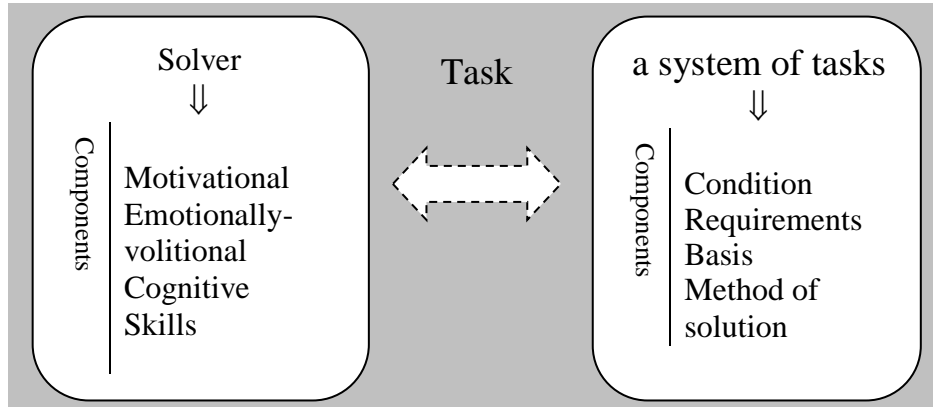 Solver
⇓
Components
Motivational
Emotionally-
volitional
Cognitive
Skills
Task
a system of tasks
⇓
Components
Condition
Requirements
Basis
Method of
solution